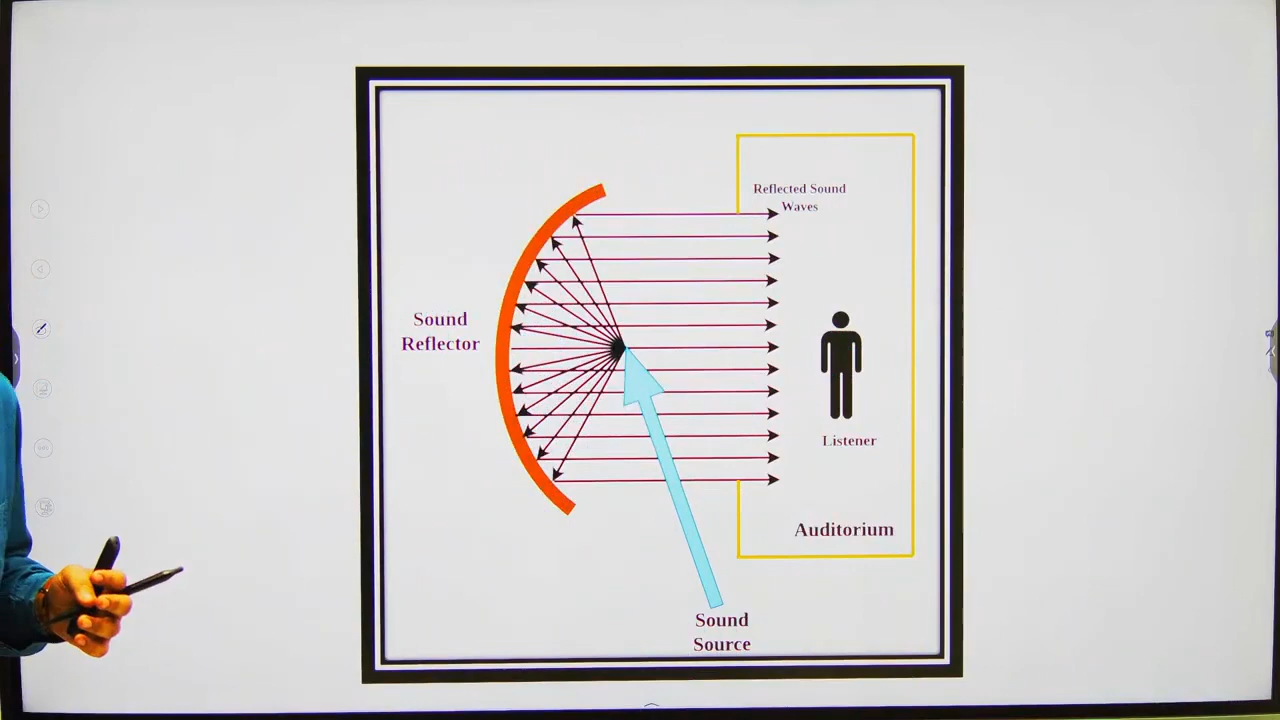 Reflected Sound
Waves
Sound
Reflector
Listener
Auditorium
Sound
Source